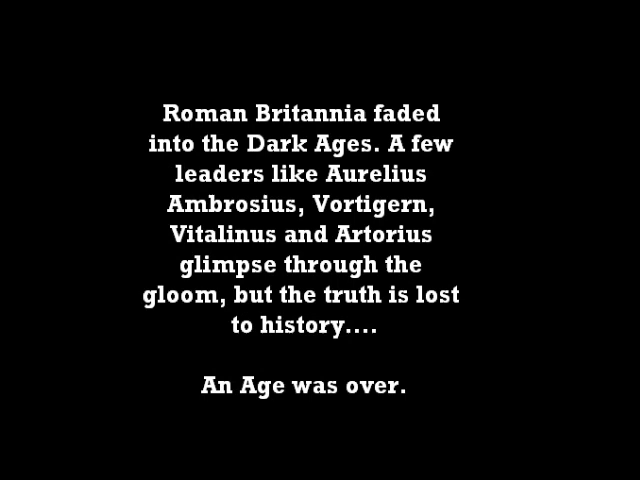 Roman Britannia faded
into the Dark Ages. A few
leaders like Aurelius
Ambrosius, Vortigern,
Vitalinus and Artorius
glimpse through the
gloom, but the truth is lost
to history....
An Age was over.